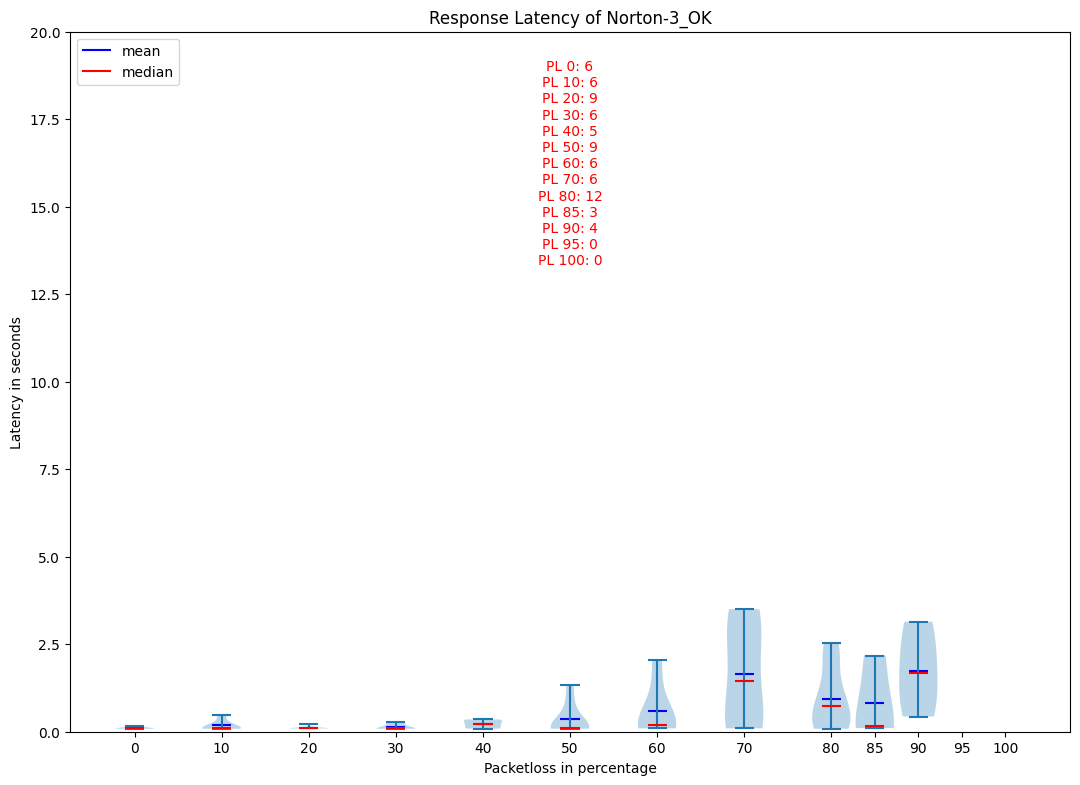 Response Latency of Norton-3_OK
20.0
17.5
15.0
12.5
10.0
7.5
5.0
2.5
0.0
Latency in seconds
mean
median
PL 0: 6
PL 10: 6
PL 20: 9
PL 30: 6
PL 40: 5
PL 50: 9
PL 60: 6
PL 70: 6
PL 80: 12
PL 85: 3
PL 90: 4
PL 95: 0
PL 100: 0
0 10 20 30 40 50 60 70 80 85 90 95 100
Packetloss in percentage